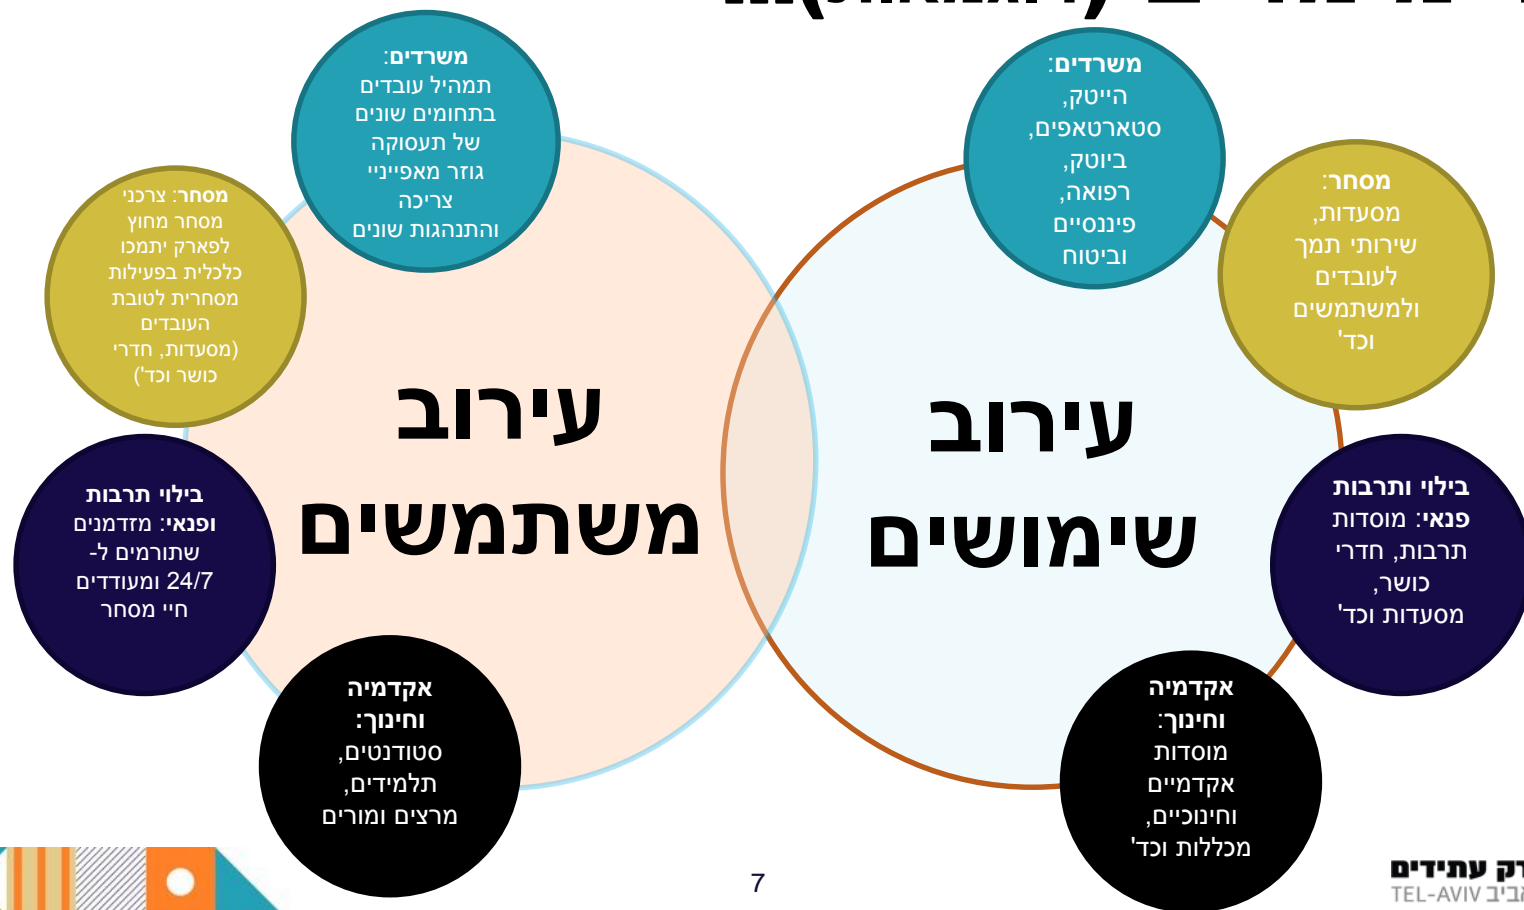 משרדים:
הייטק,
סטארטאפים,
ביוטק,
רפואה,
פיננסיים
וביטוח
מסחר:
מסעדות,
שירותי תמך
לעובדים
ולמשתמשים
וכד'
בילוי ותרבות
פנאי: מוסדות
תרבות, חדרי
כושר,
מסעדות וכד'
אקדמיה
וחינוך:
מוסדות
אקדמיים
וחינוכיים,
מכללות וכד'
עירוב
שימושים
משרדים:
תמהיל עובדים
בתחומים שונים
של תעסוקה
גוזר מאפייניי
צריכה
והתנהגות שונים
מסחר: צרכני
מסחר מחוץ
לפארק יתמכו
כלכלית בפעילות
מסחרית לטובת
העובדים
(מסעדות, חדרי
כושר וכד')
בילוי תרבות
ופנאי: מזדמנים
שתורמים ל-
24/7 ומעודדים
חיי מסחר
אקדמיה
וחינוך:
סטודנטים,
תלמידים,
מרצים ומורים
עירוב
משתמשים
7
עתידים
TEL-AVIV